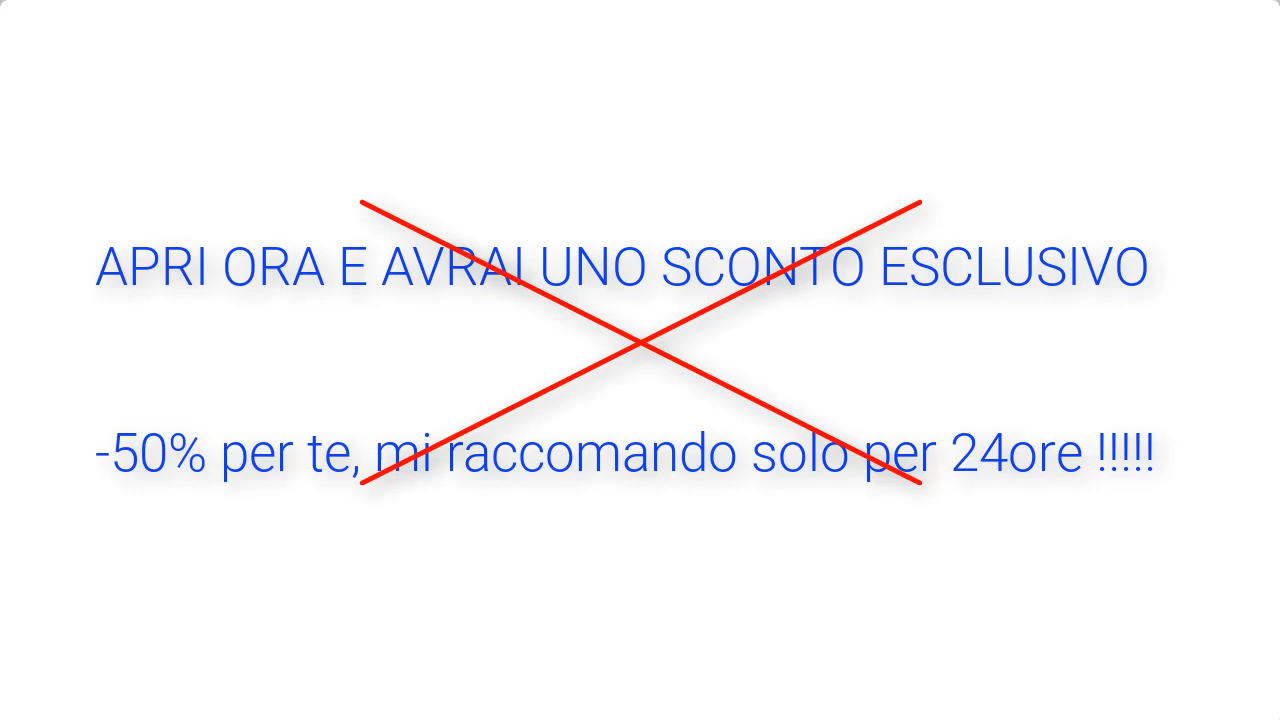 APRI ORA E AVRAI UNO SCONTO ESCLUSIVO
-50% per te, mi raccomando solo per 24ore !!!!!